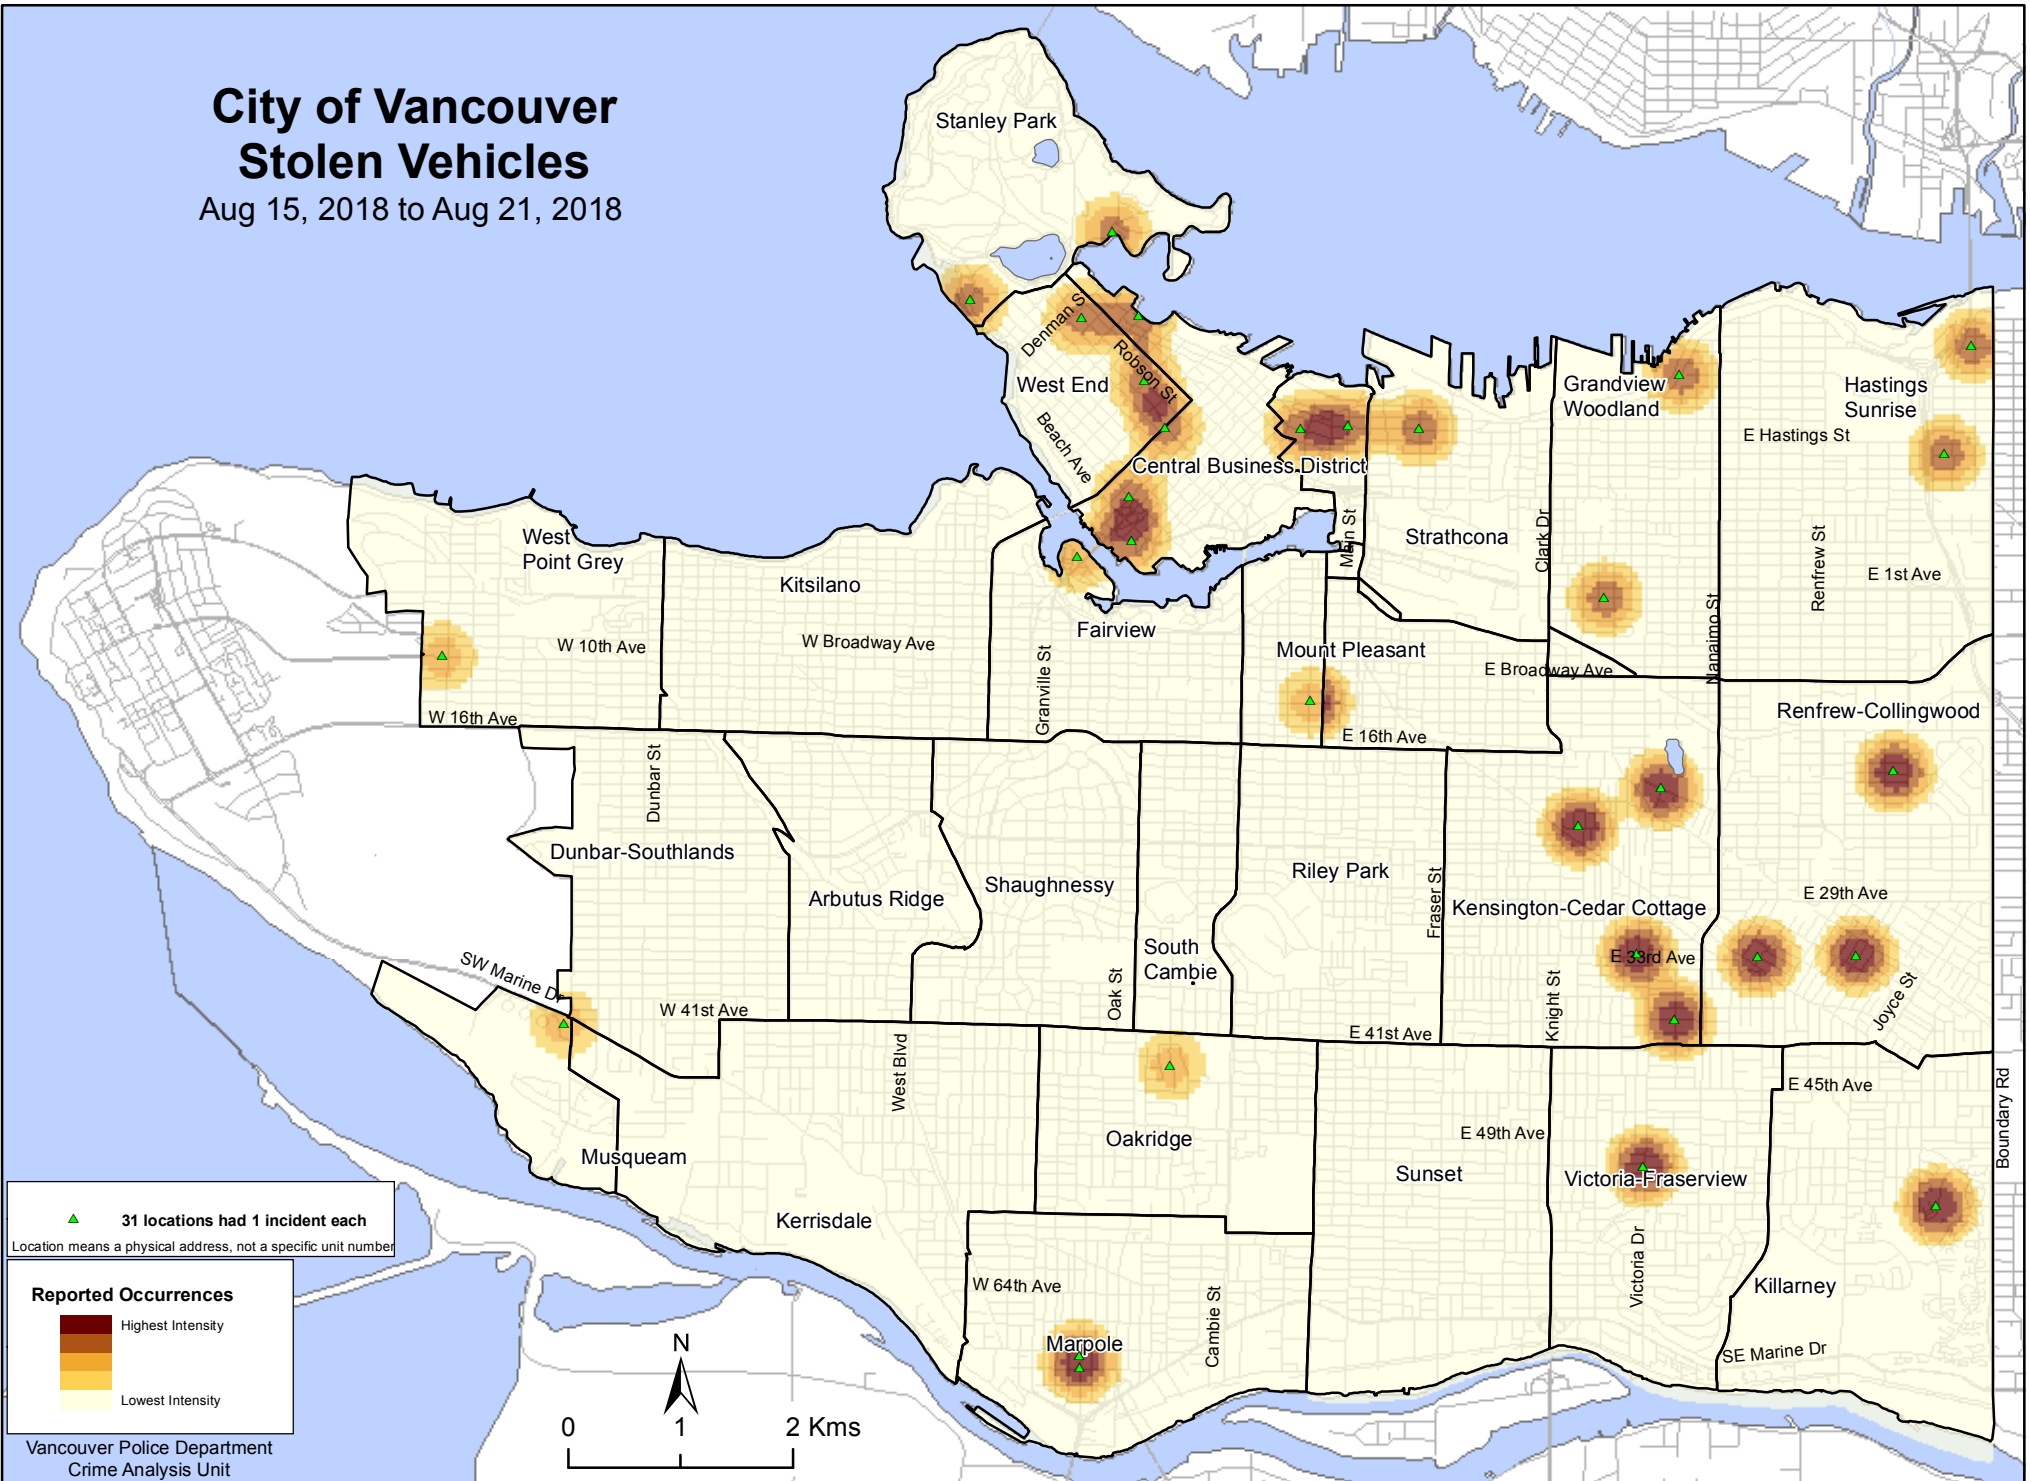 City of Vancouver
Stolen Vehicles
Aug 15, 2018 to Aug 21, 2018
Stanley Park
Denman S
Robson St
West End
Beach Ave
Central Business District
Grandview
Woodland
Hastings
Sunrise
E Hastings St
West
Point Grey
Kitsilano
Main St
Strathcona
Clark Dr
Renfrew St
E 1st Ave
W 10th Ave
W Broadway Ave
Fairview
Granville St
Mount Pleasant
E Broadway Ave
Nanaimo St
W 16th Ave
E 16th Ave
Renfrew-Collingwood
Dunbar St
Dunbar-Southlands
Arbutus Ridge
Shaughnessy
Riley Park
Fraser St
Kensington-Cedar Cottage
E 29th Ave
South
Cambie
E 33rd Ave
SW Marine Dr
W 41st Ave
Oak St
Knight St
Joyce St
E 41st Ave
West Blvd
E 45th Ave
Boundary Rd
Oakridge
E 49th Ave
Musqueam
Sunset
Victoria-Fraserview
Kerrisdale
Victoria Dr
W 64th Ave
Cambie St
Killarney
Marpole
SE Marine Dr
31 locations had 1 incident each
Location means a physical address, not a specific unit number
Reported Occurrences
Highest Intensity
Lowest Intensity
N
0 1 2 Kms
Vancouver Police Department
Crime Analysis Unit